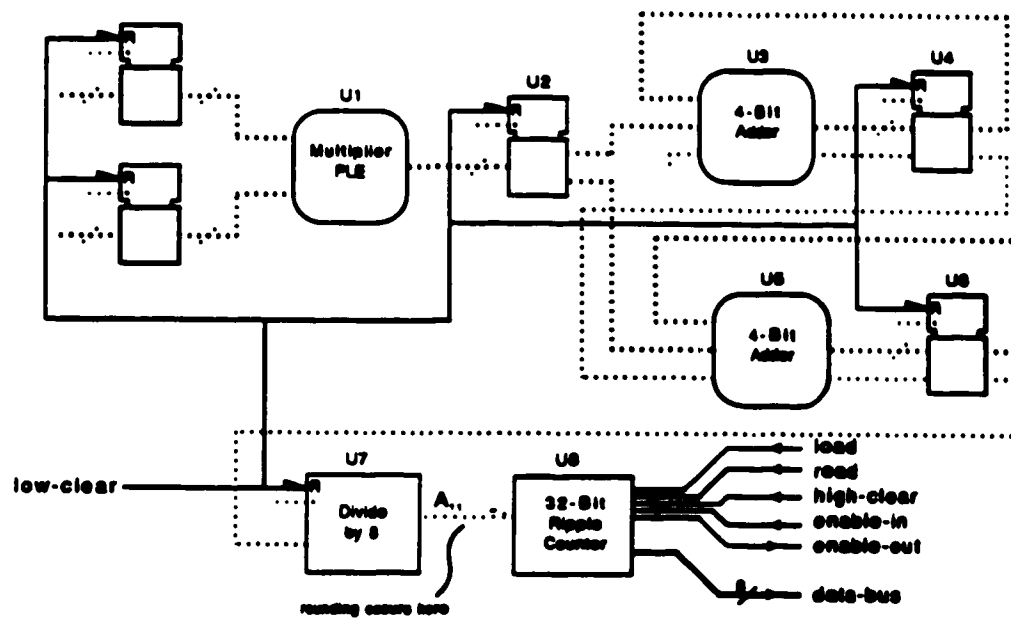 U1
Multiplier
PLE
U2
U3
4-Bit
Adder
U4
U5
4-Bit
Adder
U6
U7
Divide
by 8
A₁₁
U8
32-Bit
Ripple
Counter
load
read
high-clear
enable-in
enable-out
8
data-bus
low-clear
rounding occurs here
R
R
R
R
R
R